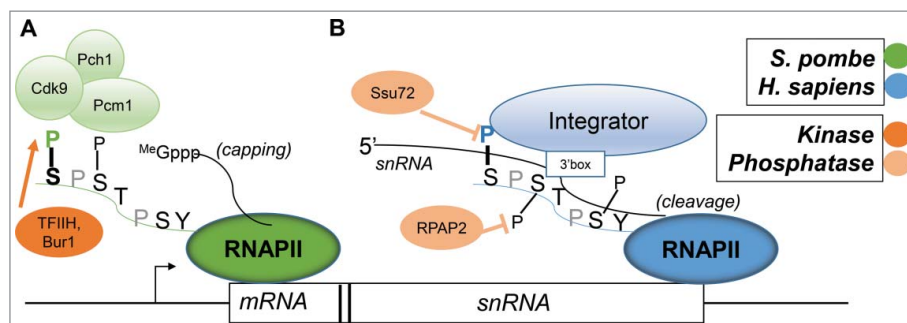 A
Pch1
Cdk9
Pcm1
P
P
S
P
S
T
P
S
Y
MeGppp
(capping)
TFIIH,
Bur1
RNAPII
mRNA
B
Ssu72
P
Integrator
5’
snRNA
3’box
S
P
S
T
P
P
S
P
Y
(cleavage)
RPAP2
RNAPII
snRNA
S. pombe
H. sapiens
Kinase
Phosphatase